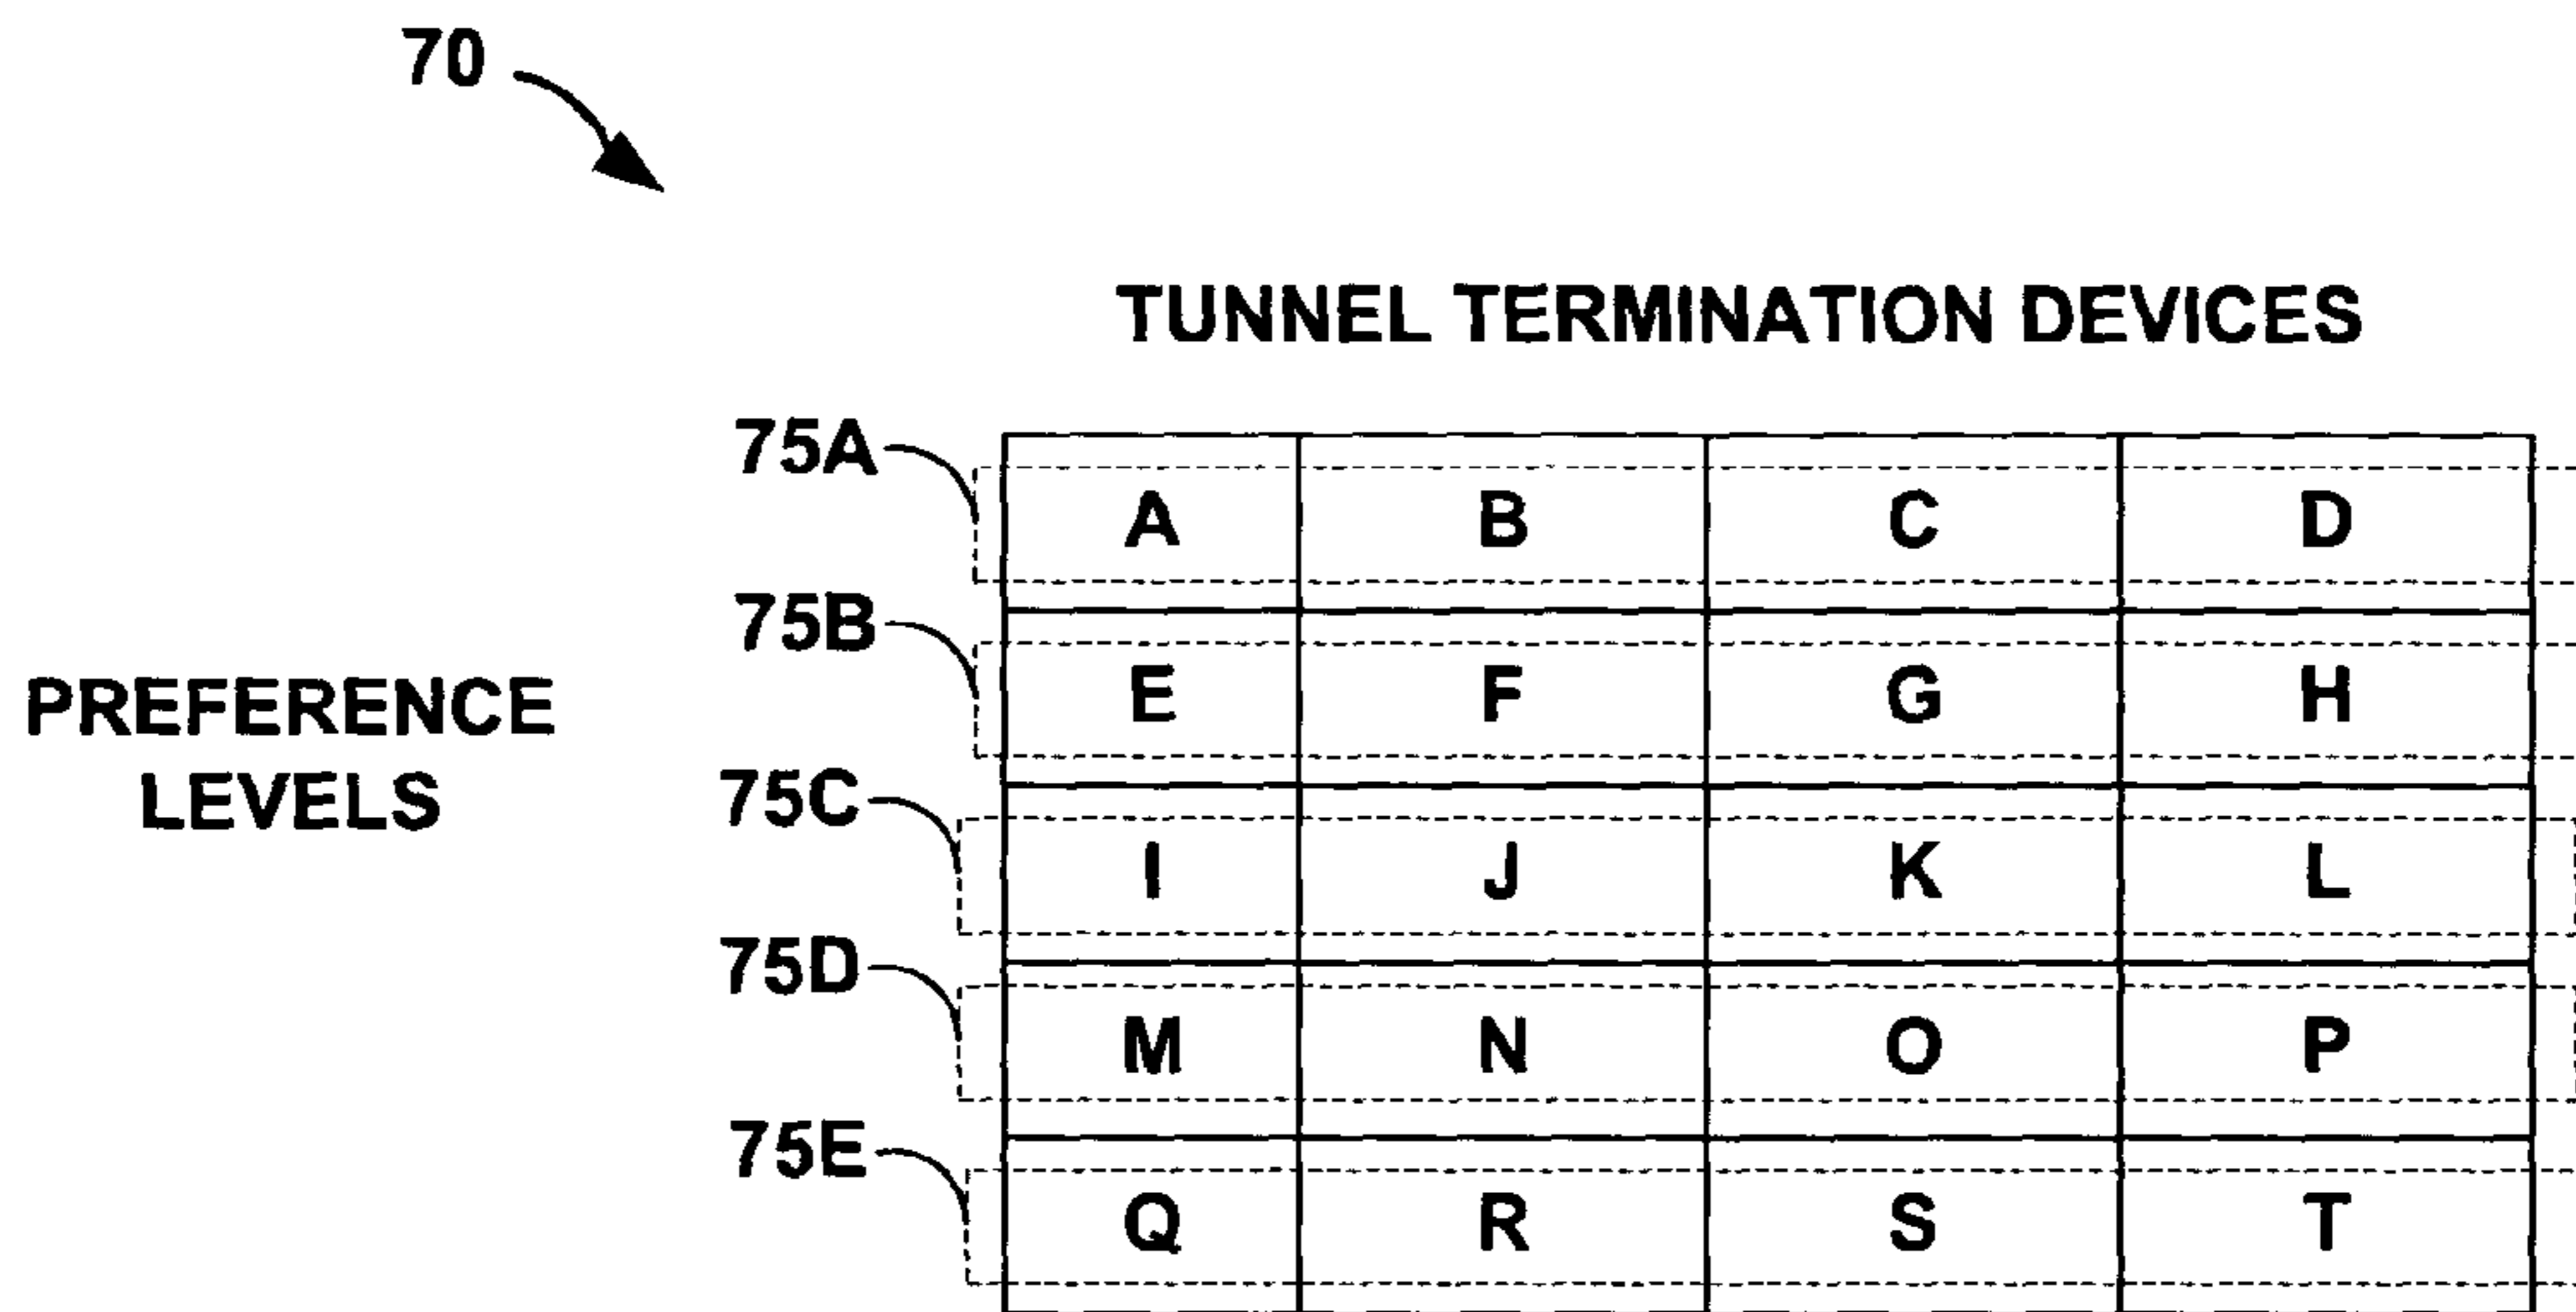 70
TUNNEL TERMINATION DEVICES
75A
A B C D
75B
E F G H
PREFERENCE
LEVELS
75C
I J K L
75D
M N O P
75E
Q R S T